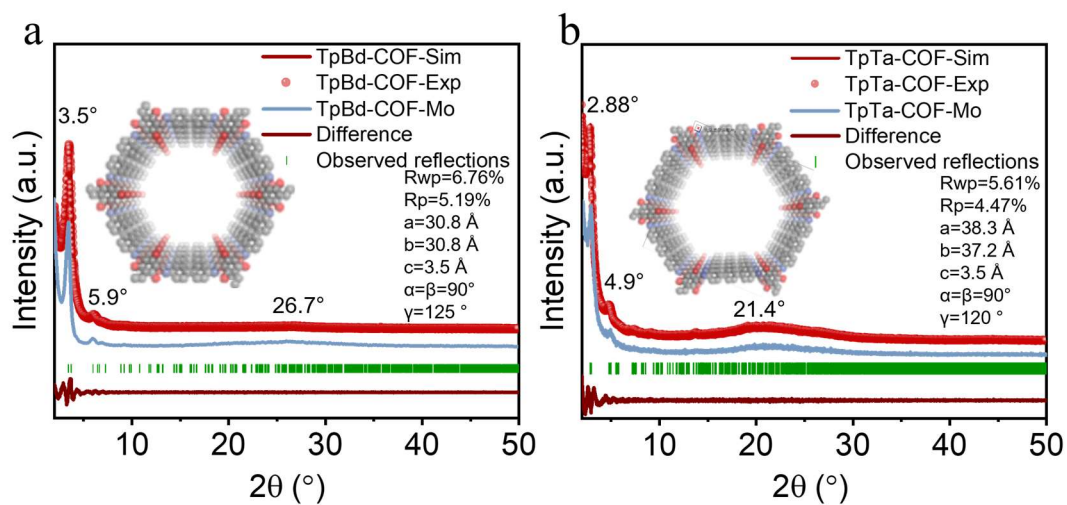 a
TpBd-COF-Sim
TpBd-COF-Exp
TpBd-COF-Mo
Difference
Observed reflections
Rwp=6.76%
Rp=5.19%
a=30.8 Å
b=30.8 Å
c=3.5 Å
α=β=90°
γ=125 °
3.5°
5.9°
26.7°
Intensity (a.u.)
10
20
30
40
50
2θ (°)
b
TpTa-COF-Sim
TpTa-COF-Exp
TpTa-COF-Mo
Difference
Observed reflections
Rwp=5.61%
Rp=4.47%
a=38.3 Å
b=37.2 Å
c=3.5 Å
α=β=90°
γ=120 °
2.88°
4.9°
21.4°
Intensity (a.u.)
10
20
30
40
50
2θ (°)